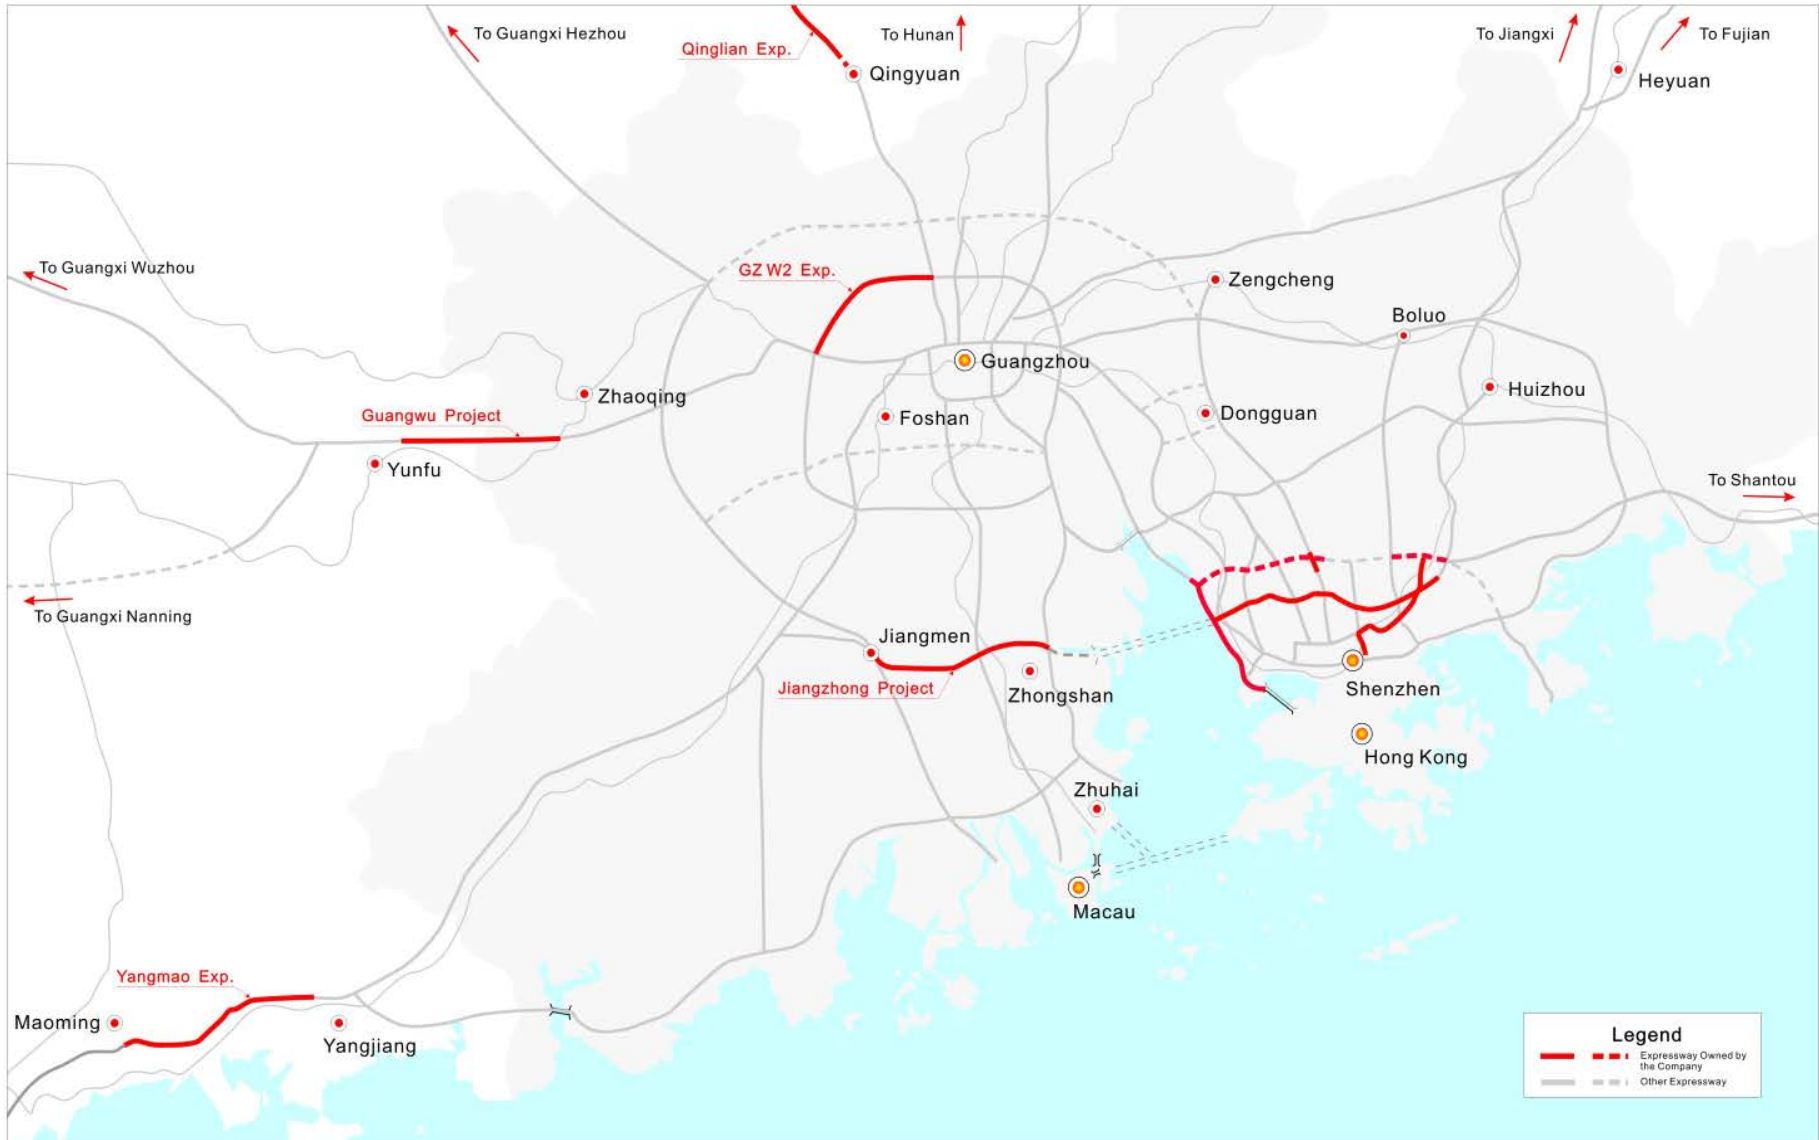 To Guangxi Hezhou
Qinglian Exp.
To Hunan
To Jiangxi
To Fujian
Qingyuan
Heyuan
To Guangxi Wuzhou
GZ W2 Exp.
Zengcheng
Boluo
Guangzhou
Zhaoqing
Huizhou
Guangwu Project
Foshan
Dongguan
Yunfu
To Shantou
To Guangxi Nanning
Jiangmen
Jiangzhong Project
Zhongshan
Shenzhen
Hong Kong
Zhuhai
Macau
Yangmao Exp.
Maoming
Yangjiang
Legend
Expressway Owned by
the Company
Other Expressway